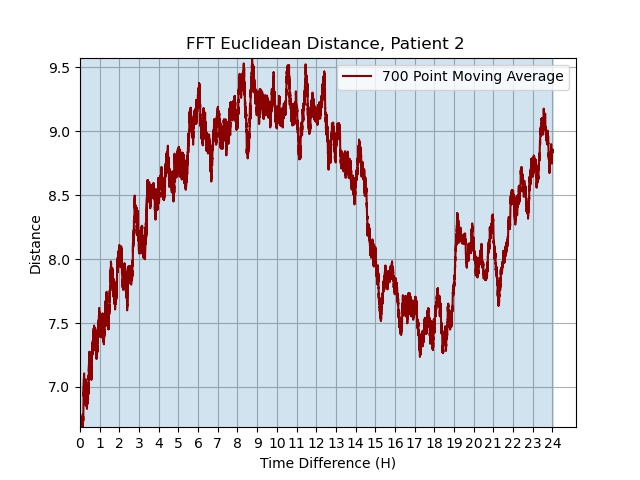 FFT Euclidean Distance, Patient 2
700 Point Moving Average
9.5
9.0
8.5
8.0
7.5
7.0
Distance
0 1 2 3 4 5 6 7 8 9 10 11 12 13 14 15 16 17 18 19 20 21 22 23 24
Time Difference (H)